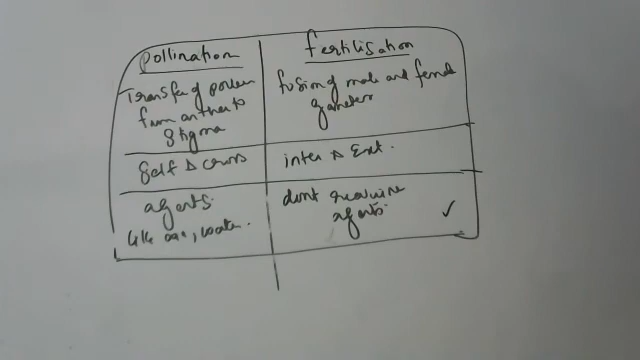 Pollination
Transfer of pollen
from anther to
stigma
Self & cross
agents
like air, water.
Fertilisation
fusion of male and female
gametes
inter & Ext.
dont require
agents. ✓